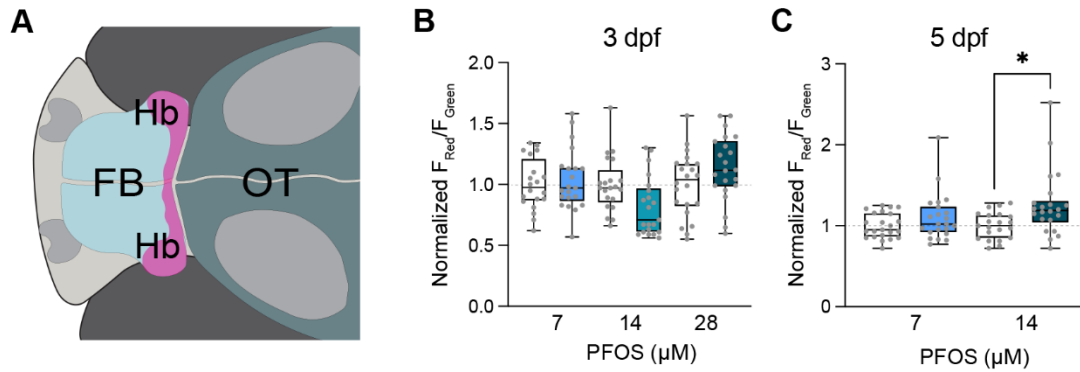 A
Hb
FB
OT
Hb
B
3 dpf
Normalized F_Red/F_Green
2.0
1.5
1.0
0.5
0.0
7 14 28
PFOS (µM)
C
5 dpf
*
Normalized F_Red/F_Green
3
2
1
0
7 14
PFOS (µM)